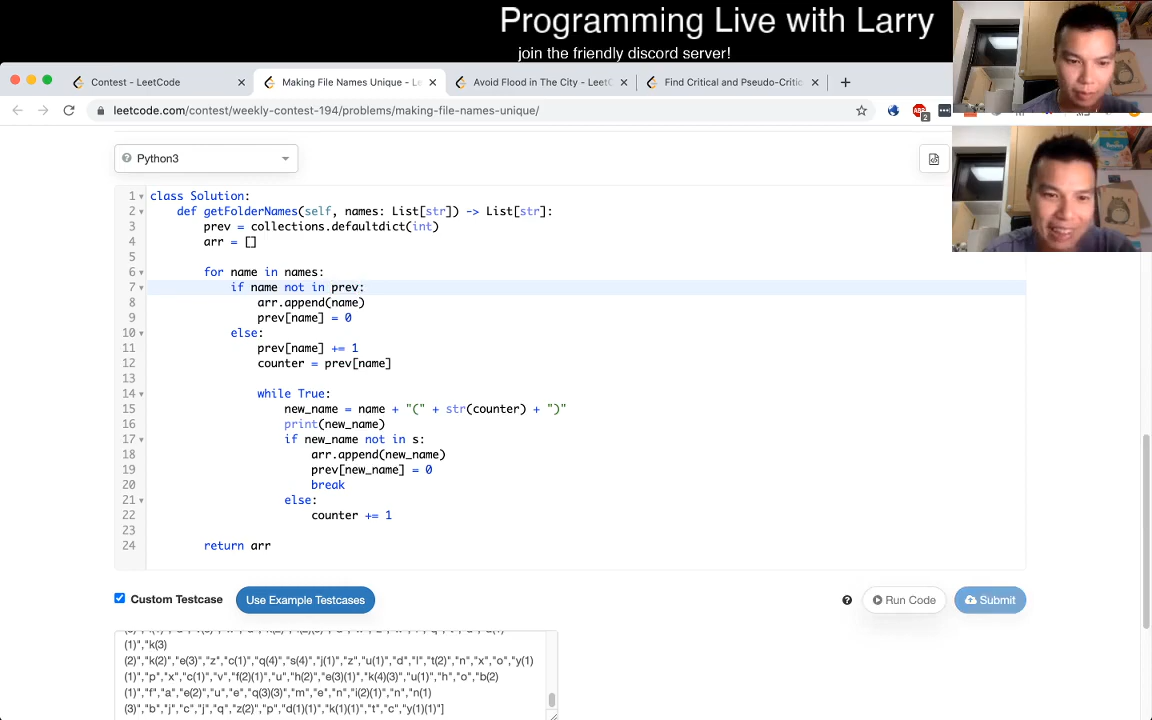 Programming Live with Larry
join the friendly discord server!
Contest - LeetCode
Making File Names Unique - L
Avoid Flood in The City - LeetC
Find Critical and Pseudo-Critic
leetcode.com/contest/weekly-contest-194/problems/making-file-names-unique/
2
Python3
1 class Solution:
2 def getFolderNames(self, names: List[str]) -> List[str]:
3 prev = collections.defaultdict(int)
4 arr = []
5
6 for name in names:
7 if name not in prev:
8 arr.append(name)
9 prev[name] = 0
10 else:
11 prev[name] += 1
12 counter = prev[name]
13
14 while True:
15 new_name = name + "(" + str(counter) + ")"
16 print(new_name)
17 if new_name not in s:
18 arr.append(new_name)
19 prev[new_name] = 0
20 break
21 else:
22 counter += 1
23
24 return arr
Custom Testcase
Use Example Testcases
Run Code
Submit
(1)","k(3)
(2)","k(2)","e(3)","z","c(1)","q(4)","s(4)","j(1)","z","u(1)","d","l","t(2)","n","x","o","y(1)
(1)","p","x","c(1)","v","f(2)(1)","u","h(2)","e(3)(1)","k(4)(3)","u(1)","h","o","b(2)
(1)","f","a","e(2)","u","e","q(3)(3)","m","e","n","i(2)(1)","n","n(1)
(3)","b","j","c","j","q","z(2)","p","d(1)(1)","k(1)(1)","t","c","y(1)(1)"]